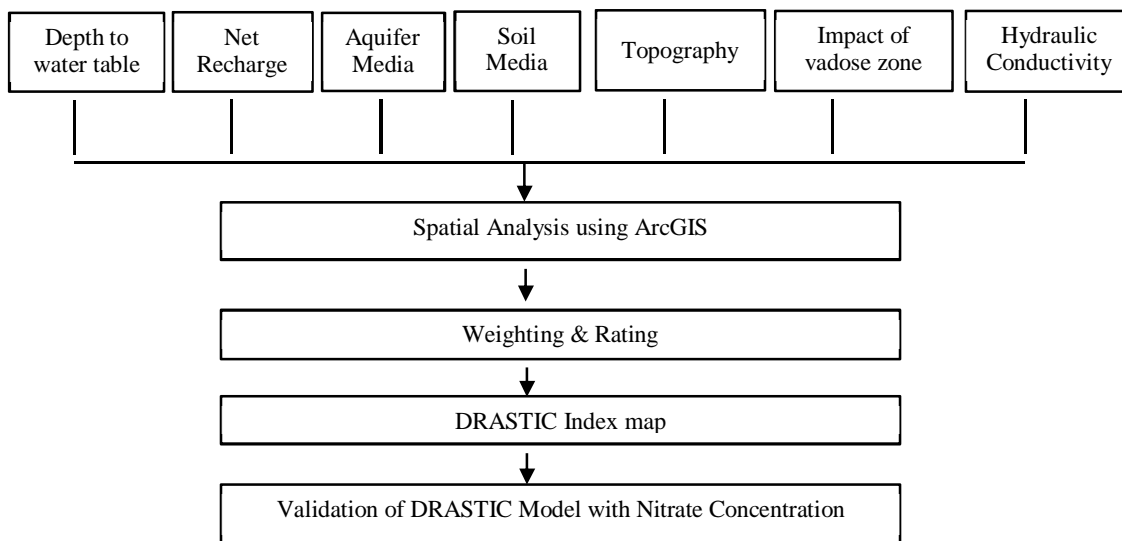 Depth to
water table
Net
Recharge
Aquifer
Media
Soil
Media
Topography
Impact of
vadose zone
Hydraulic
Conductivity
Spatial Analysis using ArcGIS
Weighting & Rating
DRASTIC Index map
Validation of DRASTIC Model with Nitrate Concentration